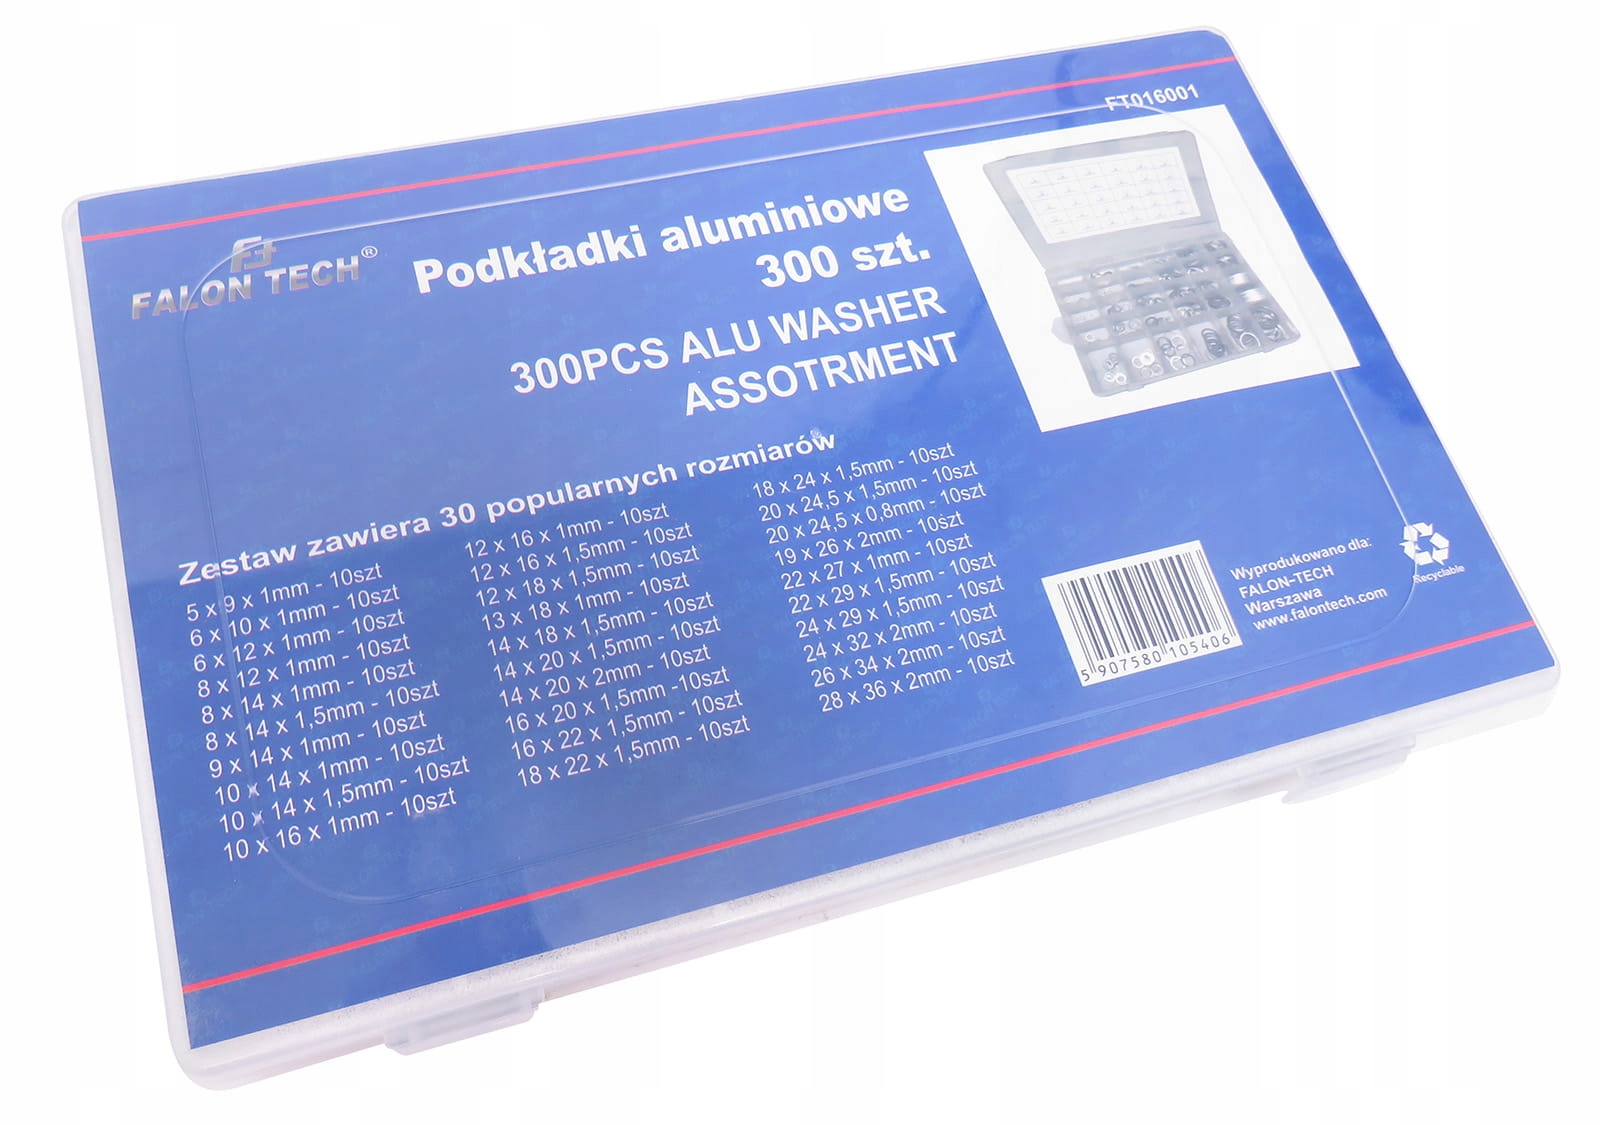 FT016001
FALON TECH®
Podkładki aluminiowe
300 szt.
300PCS ALU WASHER
ASSOTRMENT
Zestaw zawiera 30 popularnych rozmiarów
5 x 9 x 1mm - 10szt
6 x 10 x 1mm - 10szt
6 x 12 x 1mm - 10szt
8 x 12 x 1mm - 10szt
8 x 14 x 1mm - 10szt
8 x 14 x 1,5mm - 10szt
9 x 14 x 1mm - 10szt
10 x 14 x 1mm - 10szt
10 x 14 x 1,5mm - 10szt
10 x 16 x 1mm - 10szt
12 x 16 x 1mm - 10szt
12 x 16 x 1,5mm - 10szt
12 x 18 x 1,5mm - 10szt
13 x 18 x 1mm - 10szt
14 x 18 x 1,5mm - 10szt
14 x 20 x 1,5mm - 10szt
14 x 20 x 2mm - 10szt
16 x 20 x 1,5mm -10szt
16 x 22 x 1,5mm - 10szt
18 x 22 x 1,5mm - 10szt
18 x 24 x 1,5mm - 10szt
20 x 24,5 x 1,5mm - 10szt
20 x 24,5 x 0,8mm - 10szt
19 x 26 x 2mm - 10szt
22 x 27 x 1mm - 10szt
22 x 29 x 1,5mm - 10szt
24 x 29 x 1,5mm - 10szt
24 x 32 x 2mm - 10szt
26 x 34 x 2mm - 10szt
28 x 36 x 2mm - 10szt
5 907580 105406
Wyprodukowano dla:
FALON-TECH
Warszawa
www.falontech.com
Recyclable